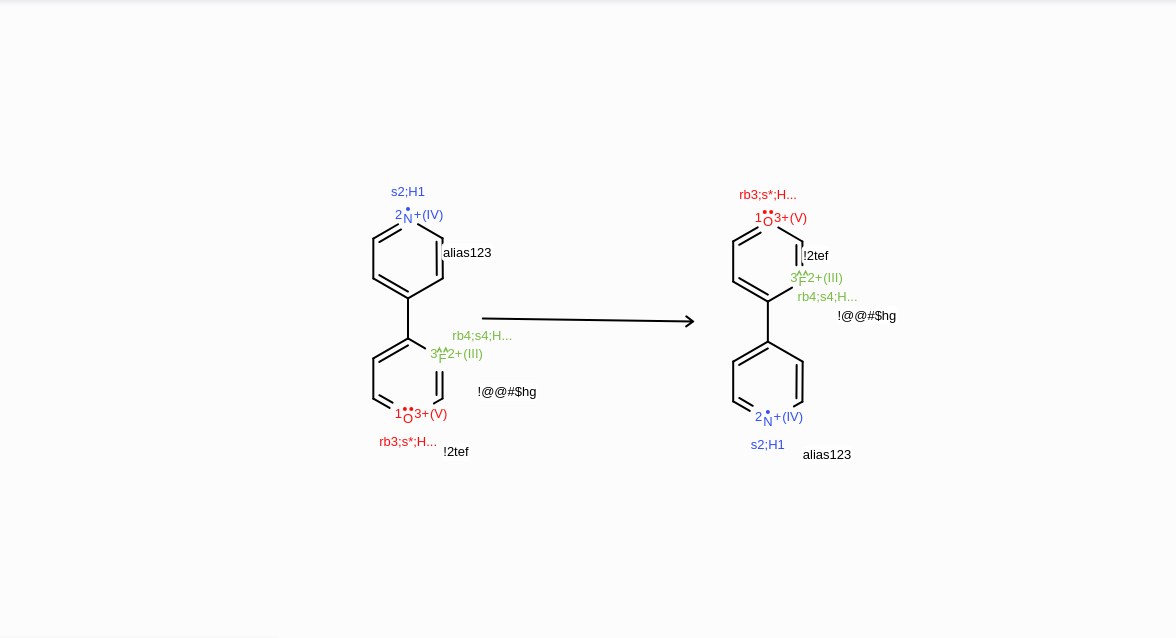 s2;H1
2N+(IV)
alias123
rb4;s4;H...
3F2+(III)
!@@#$hg
1O3+(V)
rb3;s*;H...
!2tef
rb3;s*;H...
1O3+(V)
!2tef
3F2+(III)
rb4;s4;H...
!@@#$hg
2N+(IV)
s2;H1
alias123